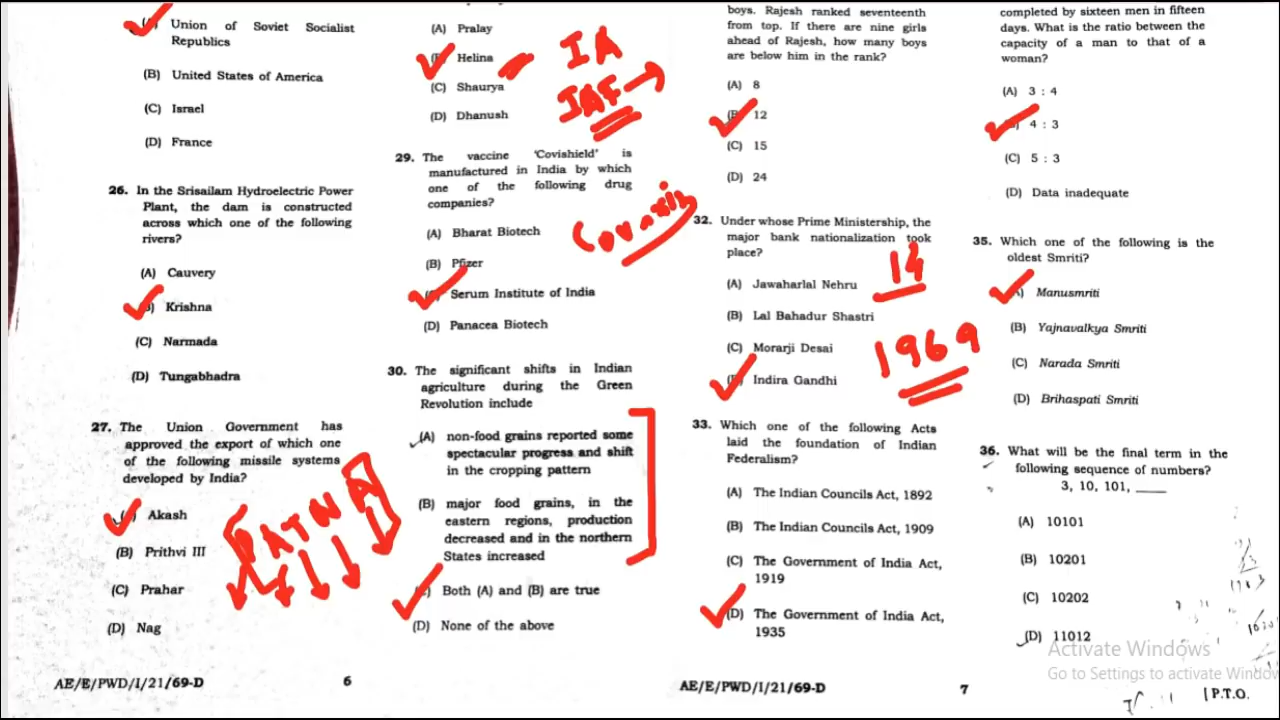 Union of Soviet Socialist
Republics
(B) United States of America
(C) Israel
(D) France
26. In the Srisailam Hydroelectric Power
Plant, the dam is constructed
across which one of the following
rivers?
(A) Cauvery
Krishna
(C) Narmada
(D) Tungabhadra
27. The Union Government has
approved the export of which one
of the following missile systems
developed by India?
Akash
(B) Prithvi III
(C) Prahar
(D) Nag
PATNA
AE/E/PWD/I/21/69-D
6
(A) Pralay
Helina
(C) Shaurya
(D) Dhanush
IA
IAF
29. The vaccine 'Covishield' is
manufactured in India by which
one of the following drug
companies?
(A) Bharat Biotech
(B) Pfizer
Serum Institute of India
(D) Panacea Biotech
30. The significant shifts in Indian
agriculture during the Green
Revolution include
(A) non-food grains reported some
spectacular progress and shift
in the cropping pattern
(B) major food grains, in the
eastern regions, production
decreased and in the northern
States increased
Both (A) and (B) are true
(D) None of the above
boys. Rajesh ranked seventeenth
from top. If there are nine girls
ahead of Rajesh, how many boys
are below him in the rank?
(A) 8
12
(C) 15
(D) 24
32. Under whose Prime Ministership, the
major bank nationalization took
place?
14
(A) Jawaharlal Nehru
(B) Lal Bahadur Shastri
(C) Morarji Desai
Indira Gandhi
1969
33. Which one of the following Acts
laid the foundation of Indian
Federalism?
(A) The Indian Councils Act, 1892
(B) The Indian Councils Act, 1909
(C) The Government of India Act,
1919
(D) The Government of India Act,
1935
AE/E/PWD/I/21/69-D
7
completed by sixteen men in fifteen
days. What is the ratio between the
capacity of a man to that of a
woman?
(A) 3 : 4
4 : 3
(C) 5 : 3
(D) Data inadequate
35. Which one of the following is the
oldest Smriti?
Manusmriti
(B) Yajnavalkya Smriti
(C) Narada Smriti
(D) Brihaspati Smriti
36. What will be the final term in the
following sequence of numbers?
3, 10, 101, ___
(A) 10101
(B) 10201
(C) 10202
(D) 11012
Activate Windows
Go to Settings to activate Window
[P.T.O.